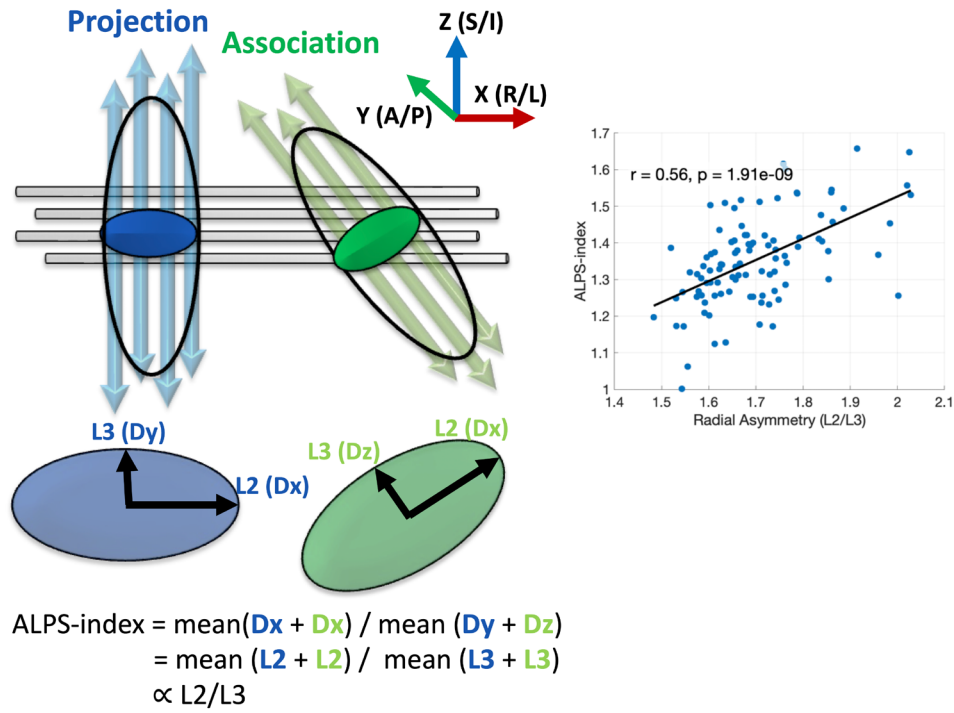 Projection
Association
Z (S/I)
X (R/L)
Y (A/P)
L3 (Dy)
L2 (Dx)
L3 (Dz)
L2 (Dx)
ALPS-index = mean(Dx + Dx) / mean (Dy + Dz)
= mean (L2 + L2) / mean (L3 + L3)
∝ L2/L3
r = 0.56, p = 1.91e-09
ALPS-index
1.7
1.6
1.5
1.4
1.3
1.2
1.1
1
1.4 1.5 1.6 1.7 1.8 1.9 2 2.1
Radial Asymmetry (L2/L3)